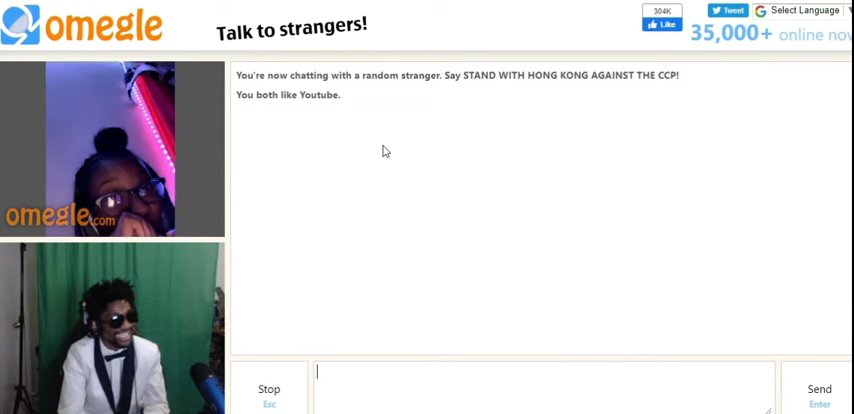 omegle
Talk to strangers!
304K
Like
Tweet
G Select Language
35,000+ online now
You're now chatting with a random stranger. Say STAND WITH HONG KONG AGAINST THE CCP!
You both like Youtube.
omegle.com
Stop
Esc
Send
Enter